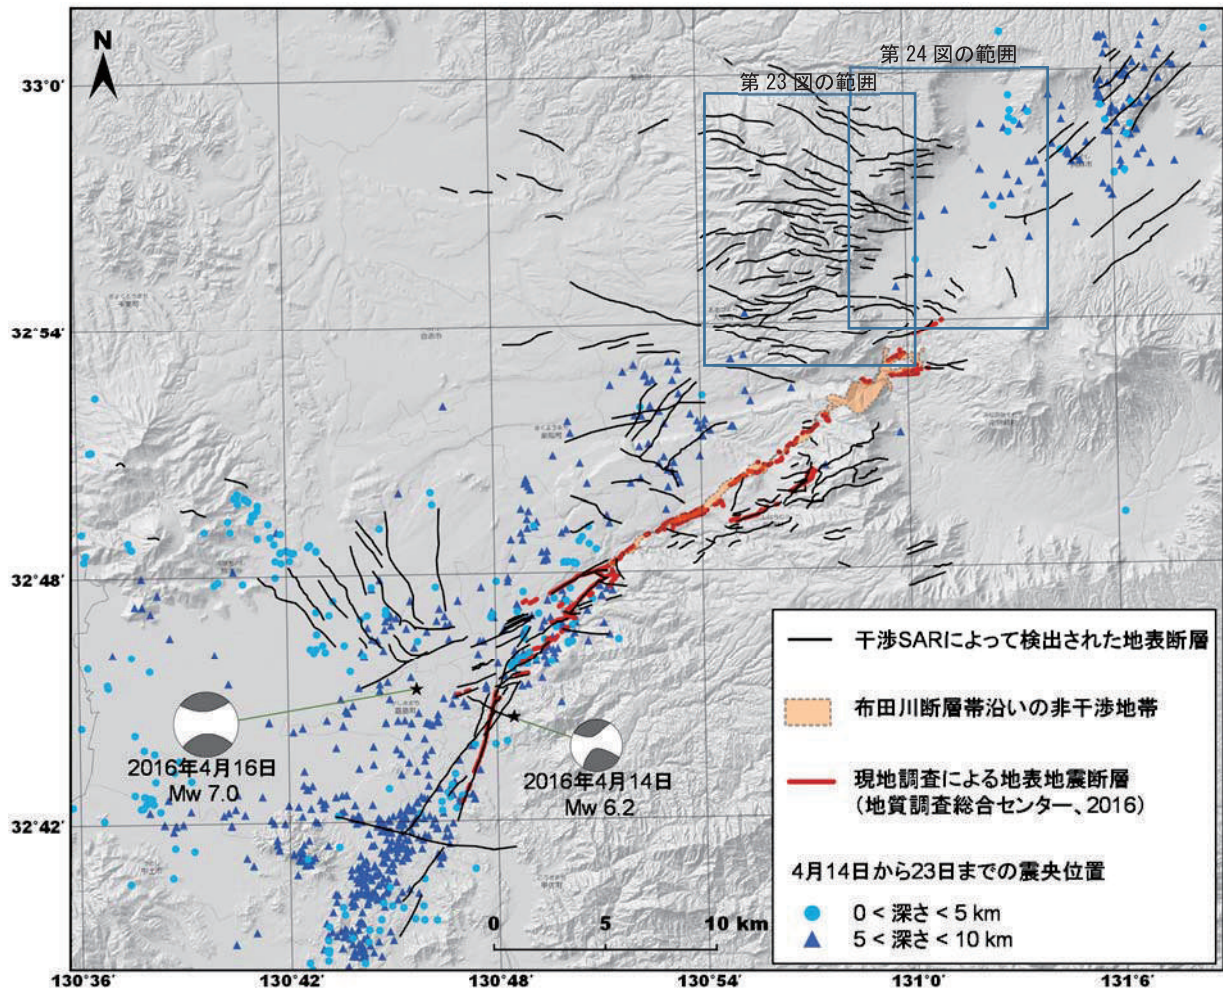 N
第 24 図の範囲
第 23 図の範囲
33°0′
32°54′
32°48′
32°42′
2016年4月16日
Mw 7.0
2016年4月14日
Mw 6.2
干渉SARによって検出された地表断層
布田川断層帯沿いの非干渉地帯
現地調査による地表地震断層
(地質調査総合センター、2016)
4月14日から23日までの震央位置
0 < 深さ < 5 km
5 < 深さ < 10 km
0 5 10 km
130°36′ 130°42′ 130°48′ 130°54′ 131°0′ 131°6′